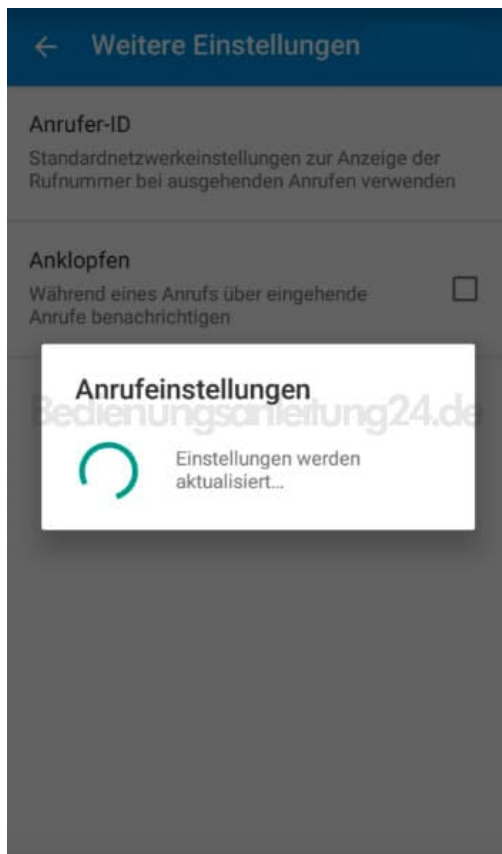 Weitere Einstellungen
Anrufer-ID
Standardnetzwerkeinstellungen zur Anzeige der
Rufnummer bei ausgehenden Anrufen verwenden
Anklopfen
Während eines Anrufs über eingehende
Anrufe benachrichtigen
Anrufeinstellungen
Bedienungsanleitung24.de
Einstellungen werden
aktualisiert…